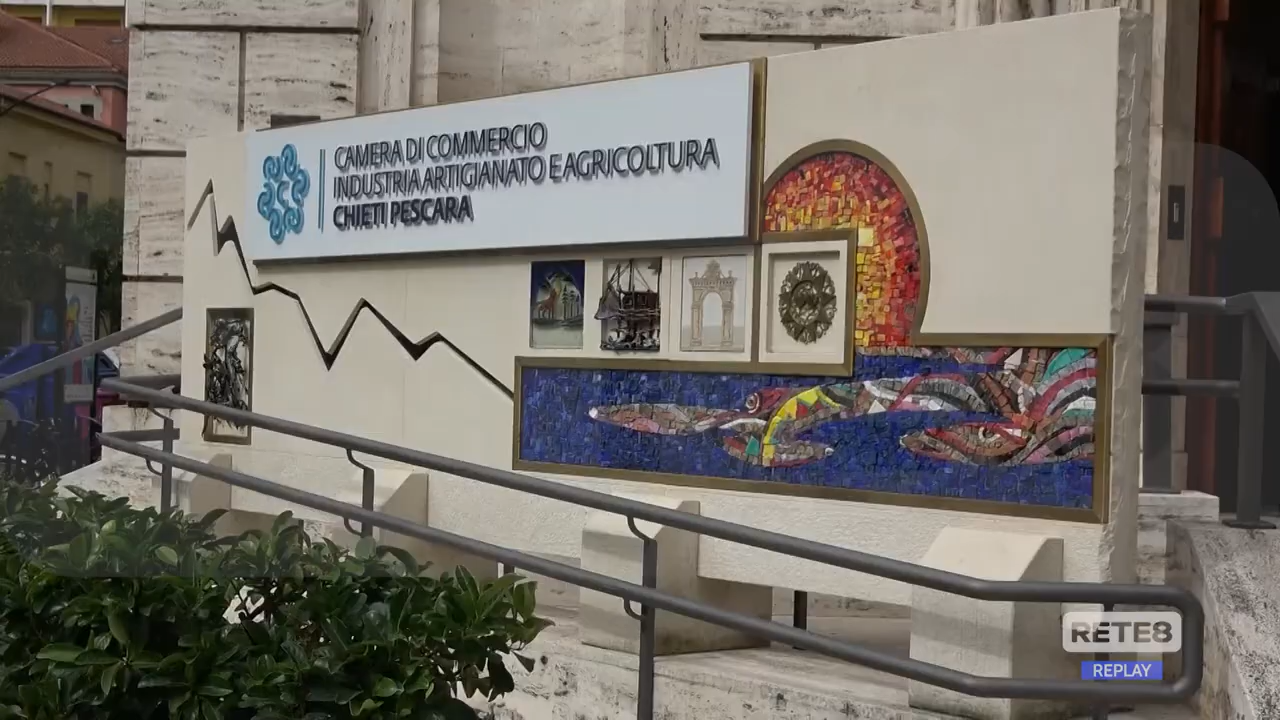 CAMERA DI COMMERCIO
INDUSTRIA ARTIGIANATO E AGRICOLTURA
CHIETI PESCARA
RETE8
REPLAY